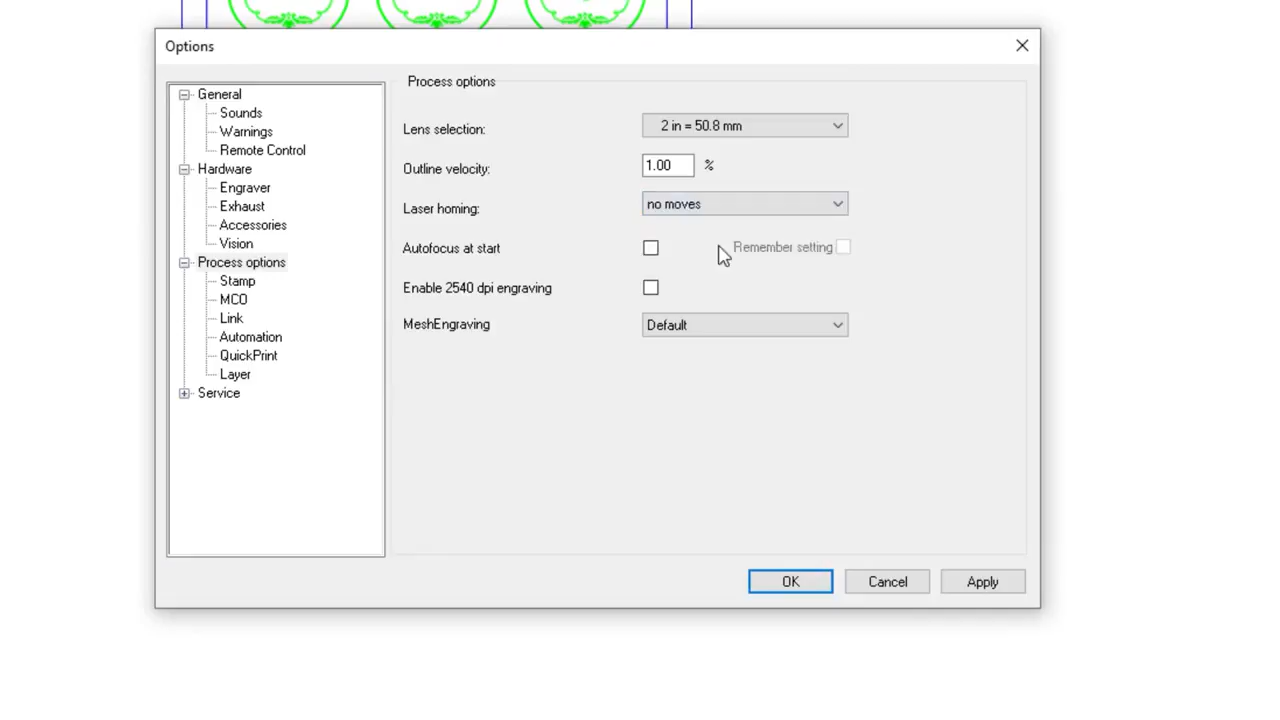 Options
General
Sounds
Warnings
Remote Control
Hardware
Engraver
Exhaust
Accessories
Vision
Process options
Stamp
MCO
Link
Automation
QuickPrint
Layer
Service
Process options
Lens selection: 2 in = 50.8 mm
Outline velocity: 1.00 %
Laser homing: no moves
Autofocus at start Remember setting
Enable 2540 dpi engraving
MeshEngraving Default
OK Cancel Apply